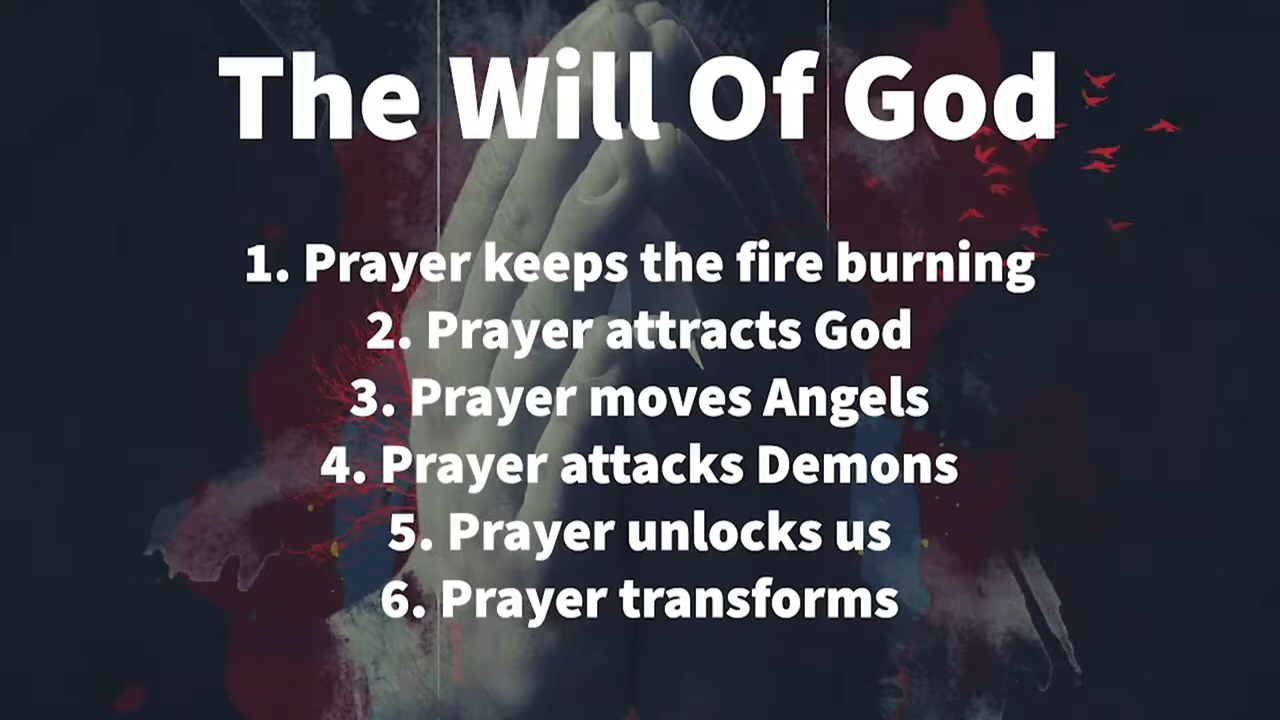 The Will Of God
1. Prayer keeps the fire burning
2. Prayer attracts God
3. Prayer moves Angels
4. Prayer attacks Demons
5. Prayer unlocks us
6. Prayer transforms